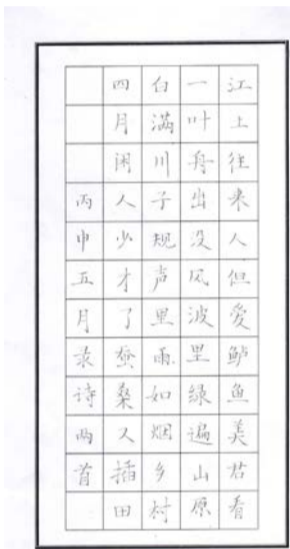 江上往来人但愛鲈鱼美君看
一叶舟出没风波里绿遍山原
白满川子规声里雨如烟乡村
四月闲人少才了蚕桑又插田
丙申五月录诗两首